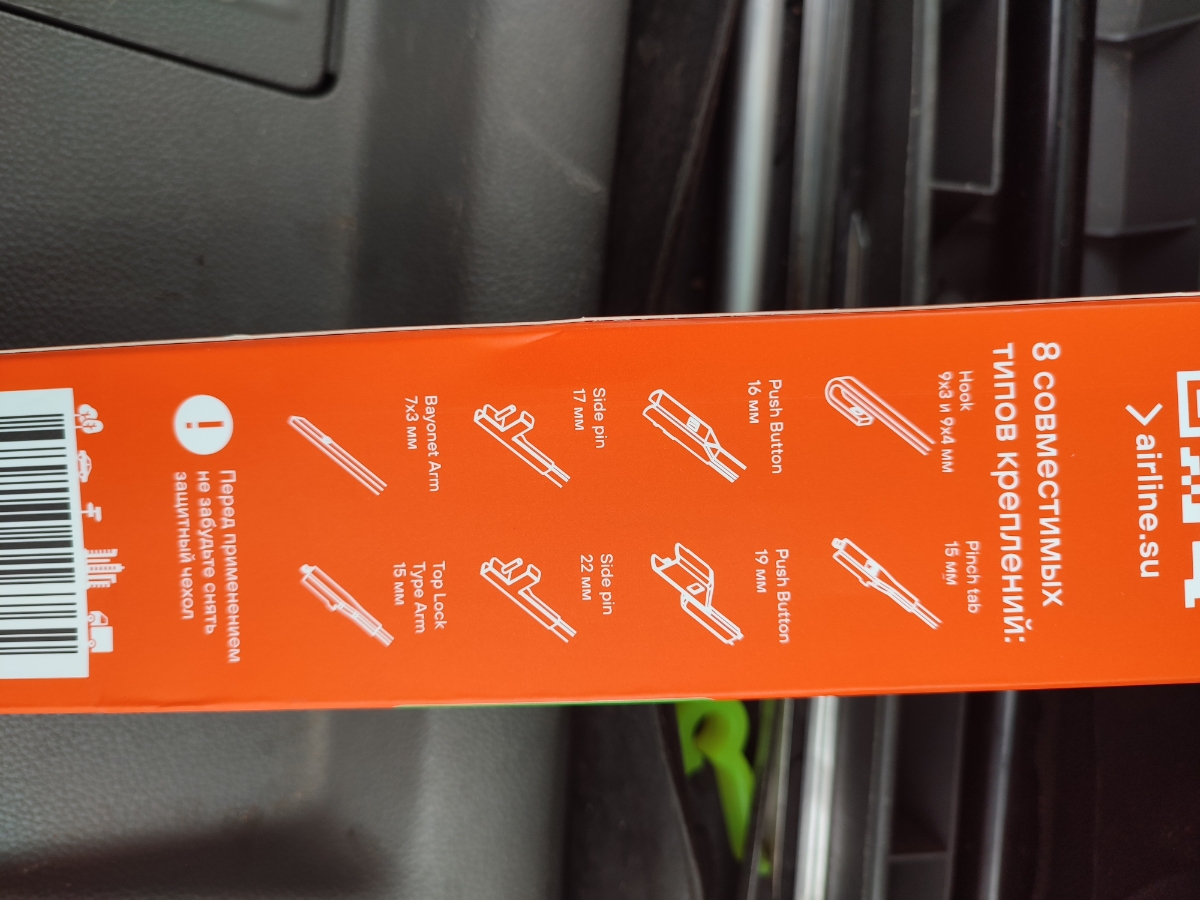 airline.su
8 совместимых
типов креплений:
Hook
9x3 и 9x4 мм
Pinch tab
15 мм
Push Button
16 мм
Push Button
19 мм
Side pin
17 мм
Side pin
22 мм
Bayonet Arm
7x3 мм
Top Lock
Type Arm
15 мм
Перед применением
не забудьте снять
защитный чехол